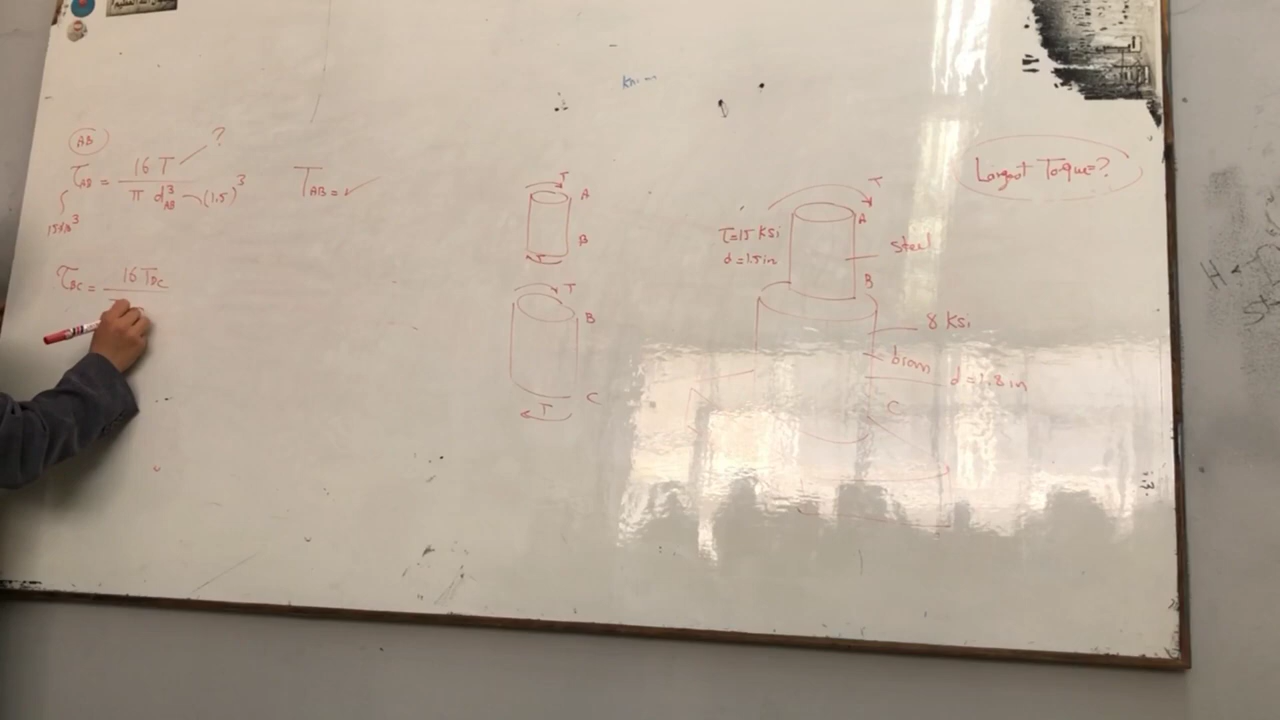 AB
τAB = 16 T / π d³AB (1.5)³ ?
15x10³
TAB = ✓
τBC = 16 TBC
T
A
B
T
T
B
C
T
Largest Torque?
T
A
τ=15 Ksi
d=1.5in
steel
B
8 Ksi
d=1.8in
C